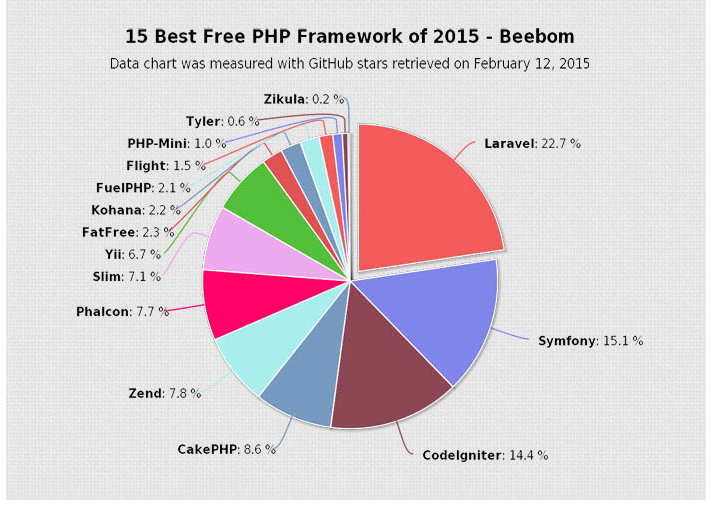 15 Best Free PHP Framework of 2015 - Beebom
Data chart was measured with GitHub stars retrieved on February 12, 2015
Zikula: 0.2 %
Tyler: 0.6 %
PHP-Mini: 1.0 %
Flight: 1.5 %
FuelPHP: 2.1 %
Kohana: 2.2 %
FatFree: 2.3 %
Yii: 6.7 %
Slim: 7.1 %
Phalcon: 7.7 %
Zend: 7.8 %
CakePHP: 8.6 %
Laravel: 22.7 %
Symfony: 15.1 %
CodeIgniter: 14.4 %